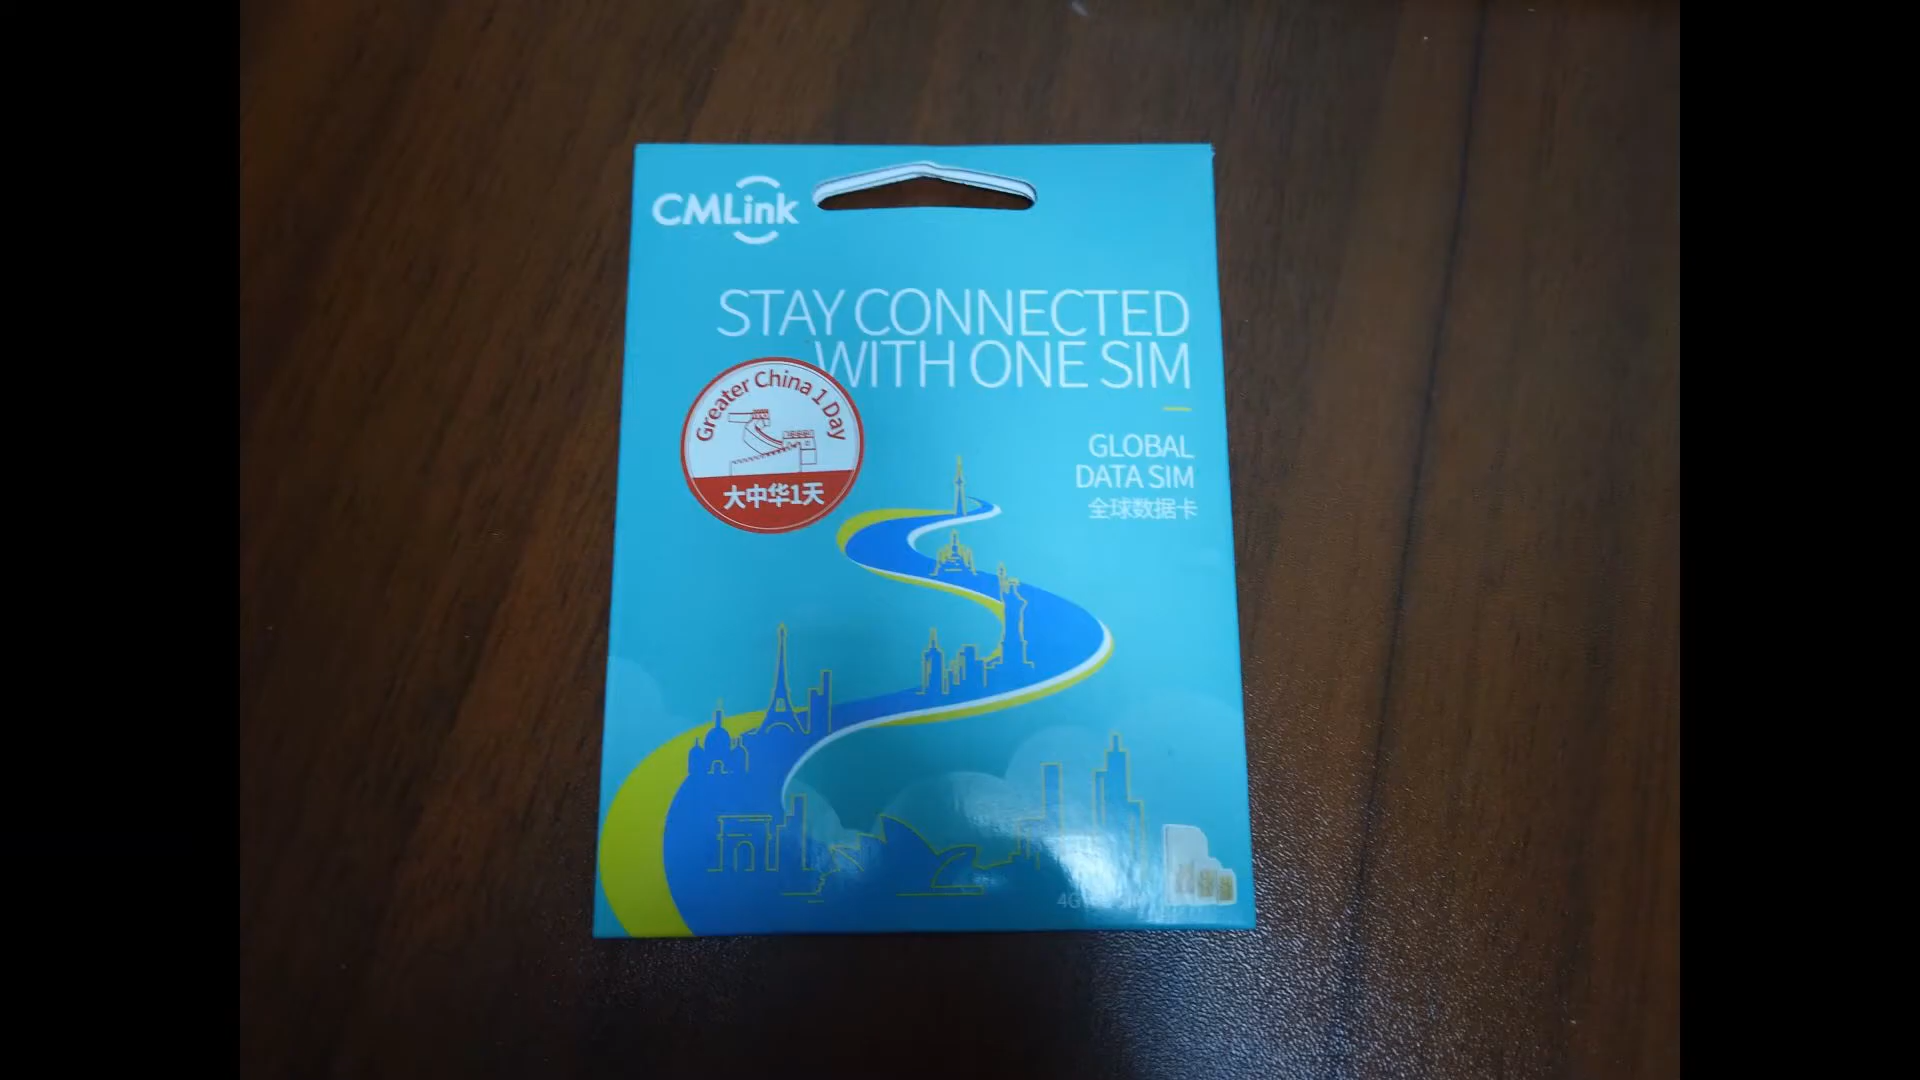 CMLink
STAY CONNECTED
WITH ONE SIM
Greater China 1 Day
大中华1天
GLOBAL
DATA SIM
全球数据卡
4G